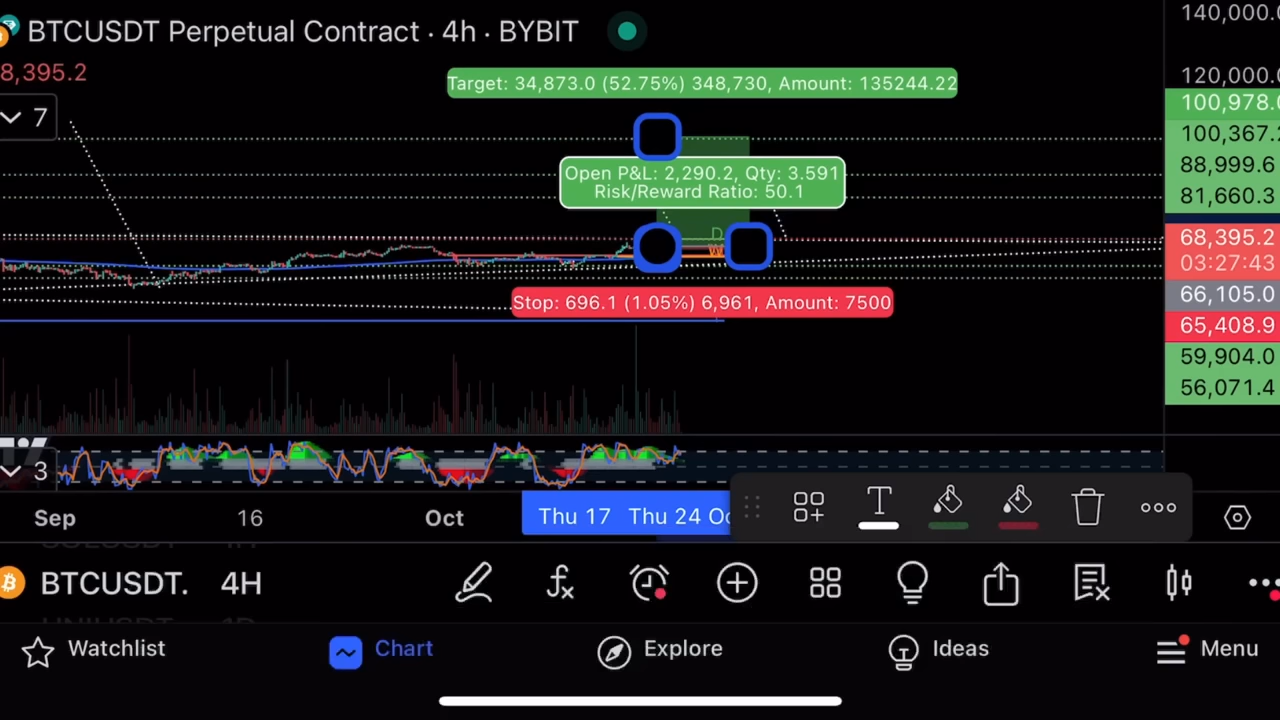 BTCUSDT Perpetual Contract · 4h · BYBIT
8,395.2
7
Target: 34,873.0 (52.75%) 348,730, Amount: 135244.22
Open P&L: 2,290.2, Qty: 3.591
Risk/Reward Ratio: 50.1
D
W
Stop: 696.1 (1.05%) 6,961, Amount: 7500
140,000.
120,000.
100,978.0
100,367.2
88,999.6
81,660.3
68,395.2
03:27:43
66,105.0
65,408.9
59,904.0
56,071.4
3
Sep
16
Oct
Thu 17
Thu 24
T
BTCUSDT.
4H
Watchlist
Chart
Explore
Ideas
Menu